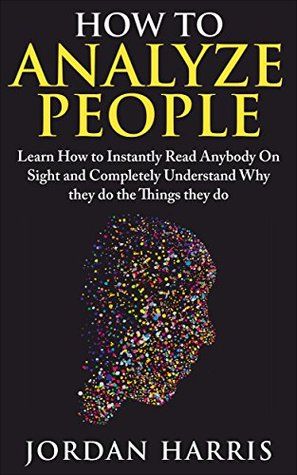 HOW TO
ANALYZE
PEOPLE
Learn How to Instantly Read Anybody On
Sight and Completely Understand Why
they do the Things they do
JORDAN HARRIS